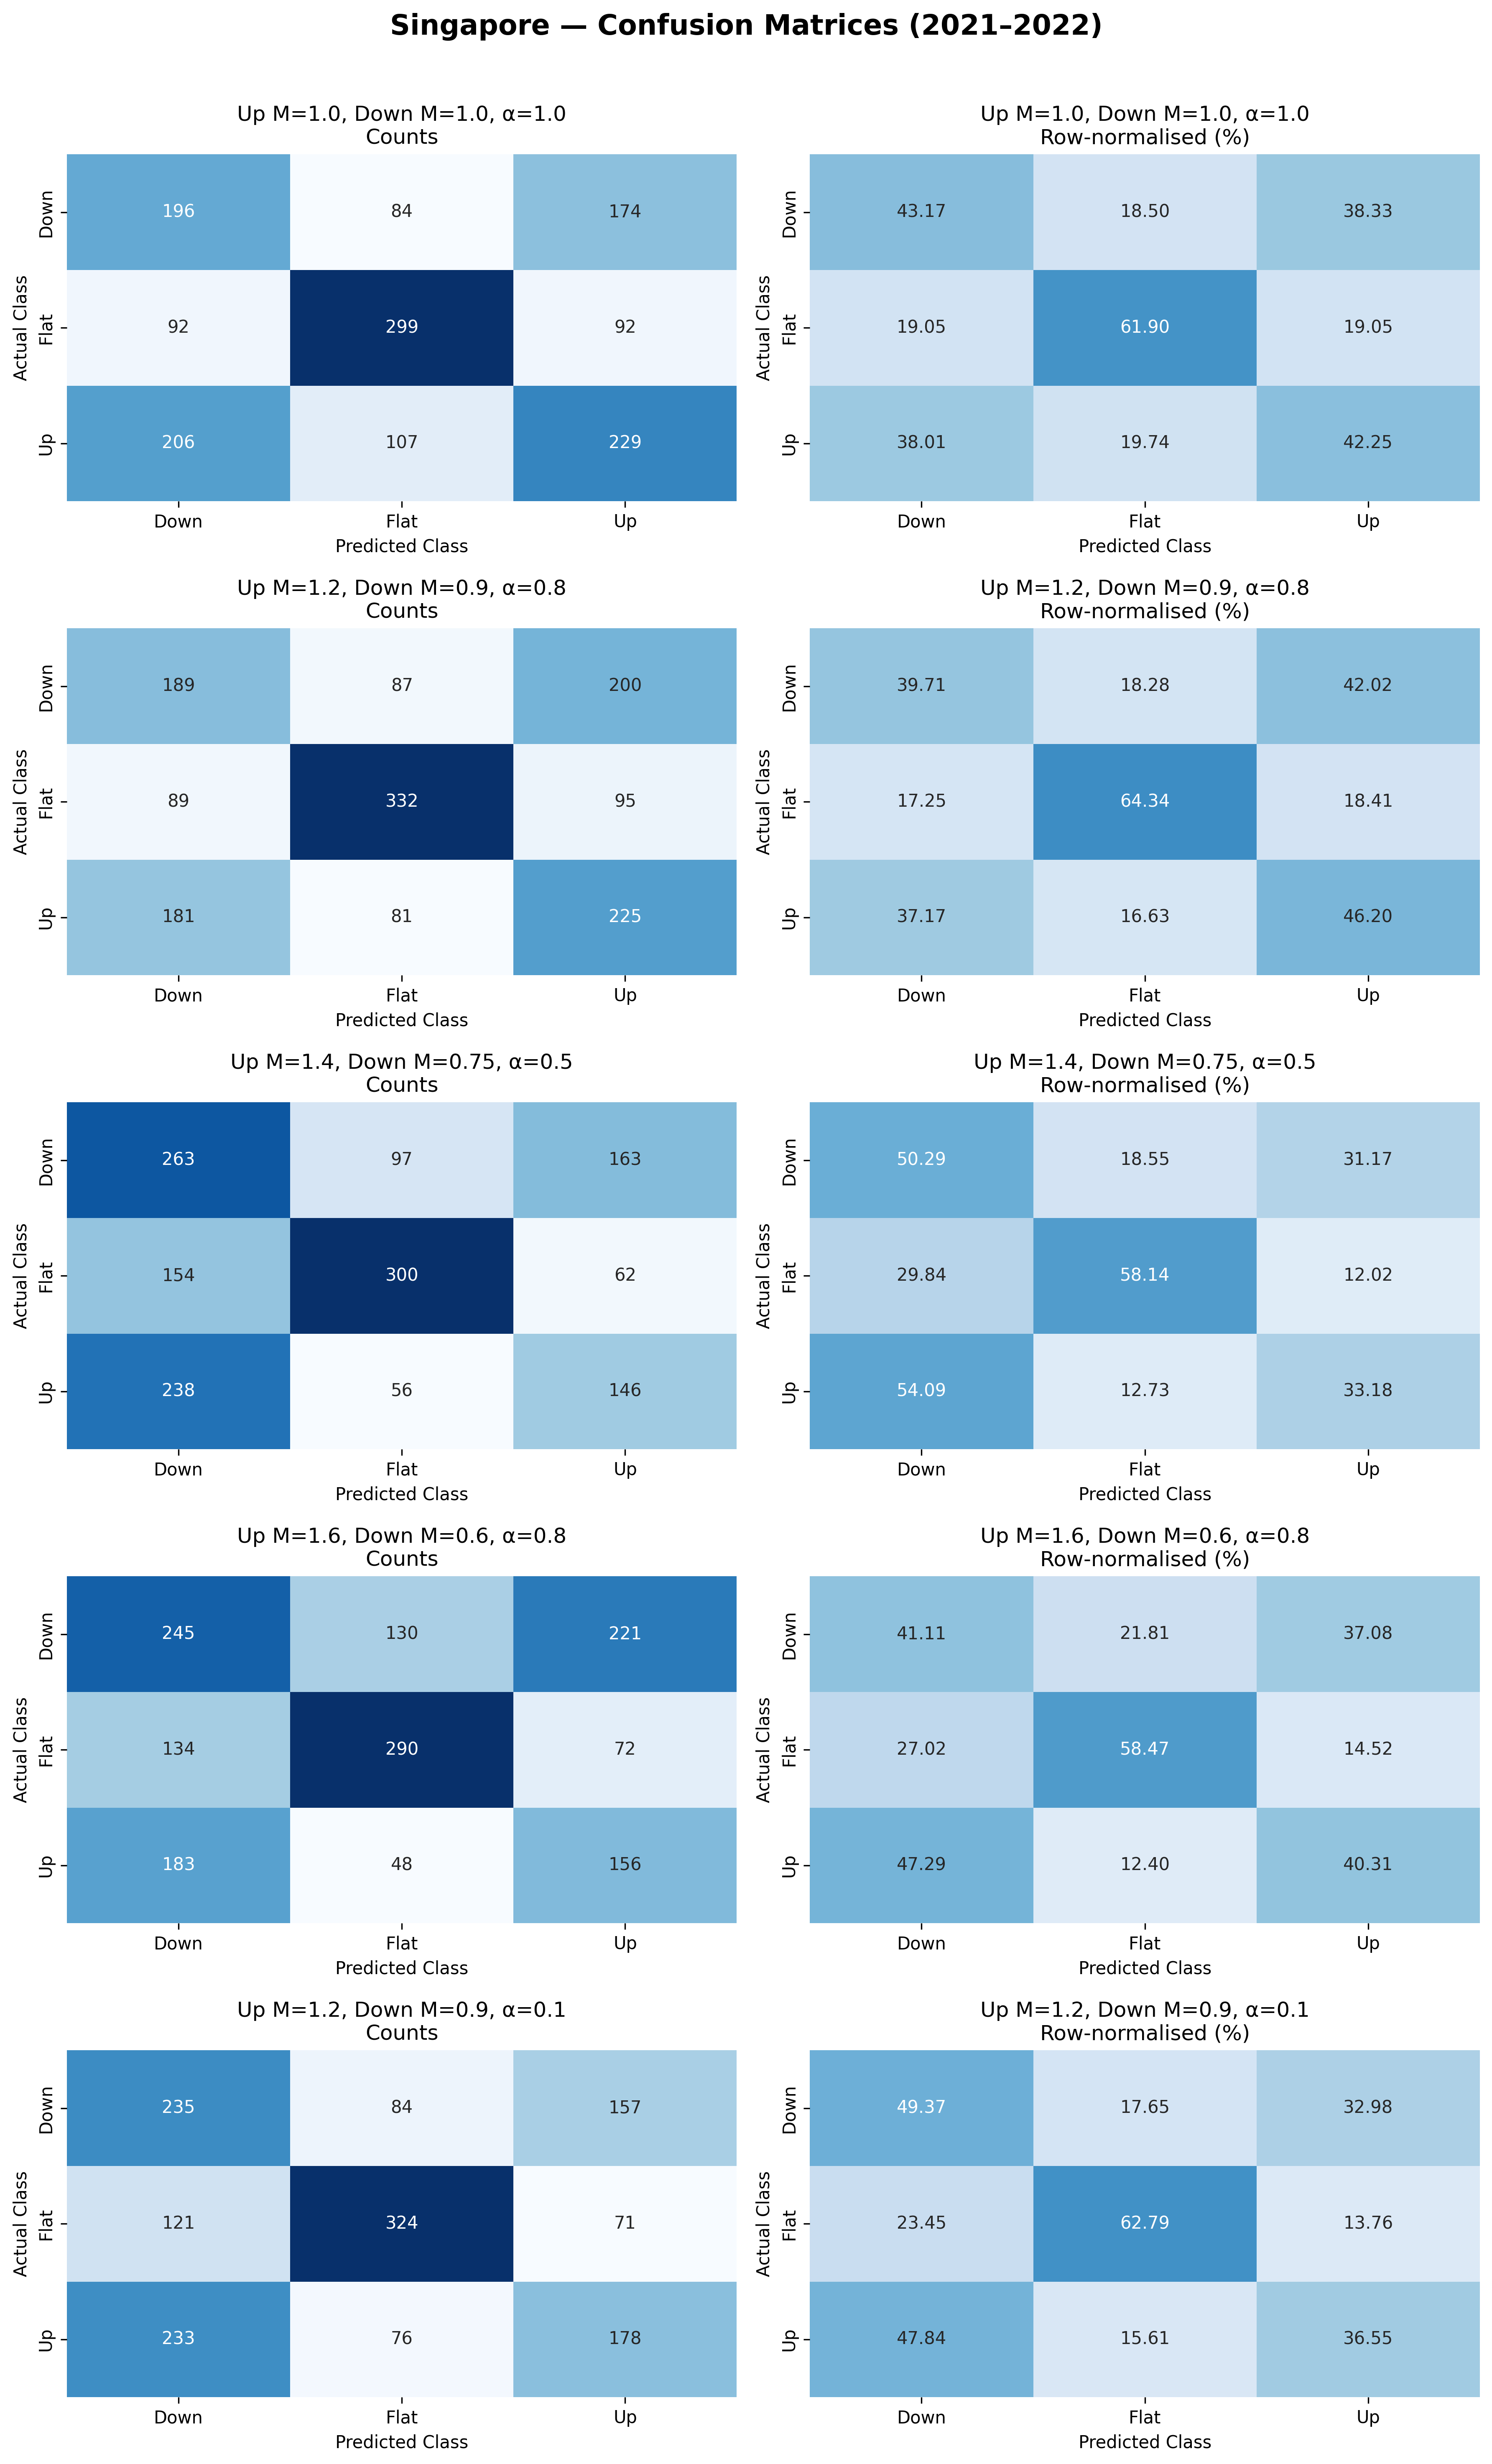 Singapore — Confusion Matrices (2021–2022)
Up M=1.0, Down M=1.0, α=1.0
Counts
Actual Class
Down
196 84 174
Flat
92 299 92
Up
206 107 229
Down Flat Up
Predicted Class
Up M=1.0, Down M=1.0, α=1.0
Row-normalised (%)
Actual Class
Down
43.17 18.50 38.33
Flat
19.05 61.90 19.05
Up
38.01 19.74 42.25
Down Flat Up
Predicted Class
Up M=1.2, Down M=0.9, α=0.8
Counts
Actual Class
Down
189 87 200
Flat
89 332 95
Up
181 81 225
Down Flat Up
Predicted Class
Up M=1.2, Down M=0.9, α=0.8
Row-normalised (%)
Actual Class
Down
39.71 18.28 42.02
Flat
17.25 64.34 18.41
Up
37.17 16.63 46.20
Down Flat Up
Predicted Class
Up M=1.4, Down M=0.75, α=0.5
Counts
Actual Class
Down
263 97 163
Flat
154 300 62
Up
238 56 146
Down Flat Up
Predicted Class
Up M=1.4, Down M=0.75, α=0.5
Row-normalised (%)
Actual Class
Down
50.29 18.55 31.17
Flat
29.84 58.14 12.02
Up
54.09 12.73 33.18
Down Flat Up
Predicted Class
Up M=1.6, Down M=0.6, α=0.8
Counts
Actual Class
Down
245 130 221
Flat
134 290 72
Up
183 48 156
Down Flat Up
Predicted Class
Up M=1.6, Down M=0.6, α=0.8
Row-normalised (%)
Actual Class
Down
41.11 21.81 37.08
Flat
27.02 58.47 14.52
Up
47.29 12.40 40.31
Down Flat Up
Predicted Class
Up M=1.2, Down M=0.9, α=0.1
Counts
Actual Class
Down
235 84 157
Flat
121 324 71
Up
233 76 178
Down Flat Up
Predicted Class
Up M=1.2, Down M=0.9, α=0.1
Row-normalised (%)
Actual Class
Down
49.37 17.65 32.98
Flat
23.45 62.79 13.76
Up
47.84 15.61 36.55
Down Flat Up
Predicted Class